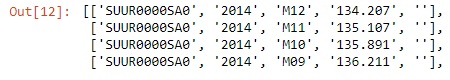 Out[12]: [['SUUR0000SA0', '2014', 'M12', '134.207', ''],
['SUUR0000SA0', '2014', 'M11', '135.107', ''],
['SUUR0000SA0', '2014', 'M10', '135.891', ''],
['SUUR0000SA0', '2014', 'M09', '136.211', ''],